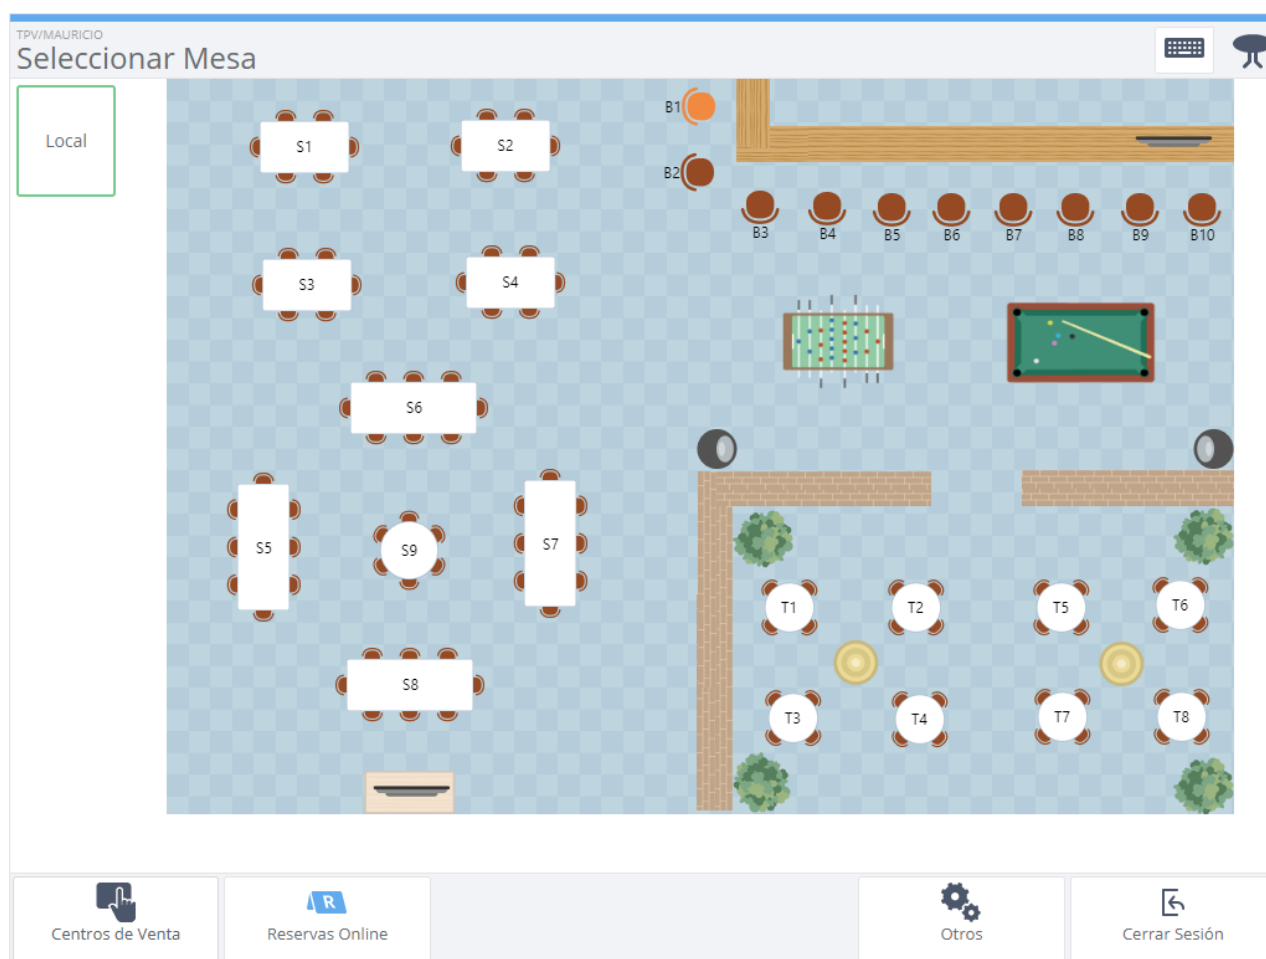 TPV/MAURICIO
Seleccionar Mesa
Local
S1
S2
B1
B2
B3
B4
B5
B6
B7
B8
B9
B10
S3
S4
S6
S5
S9
S7
S8
T1
T2
T5
T6
T3
T4
T7
T8
Centros de Venta
R
Reservas Online
Otros
Cerrar Sesión